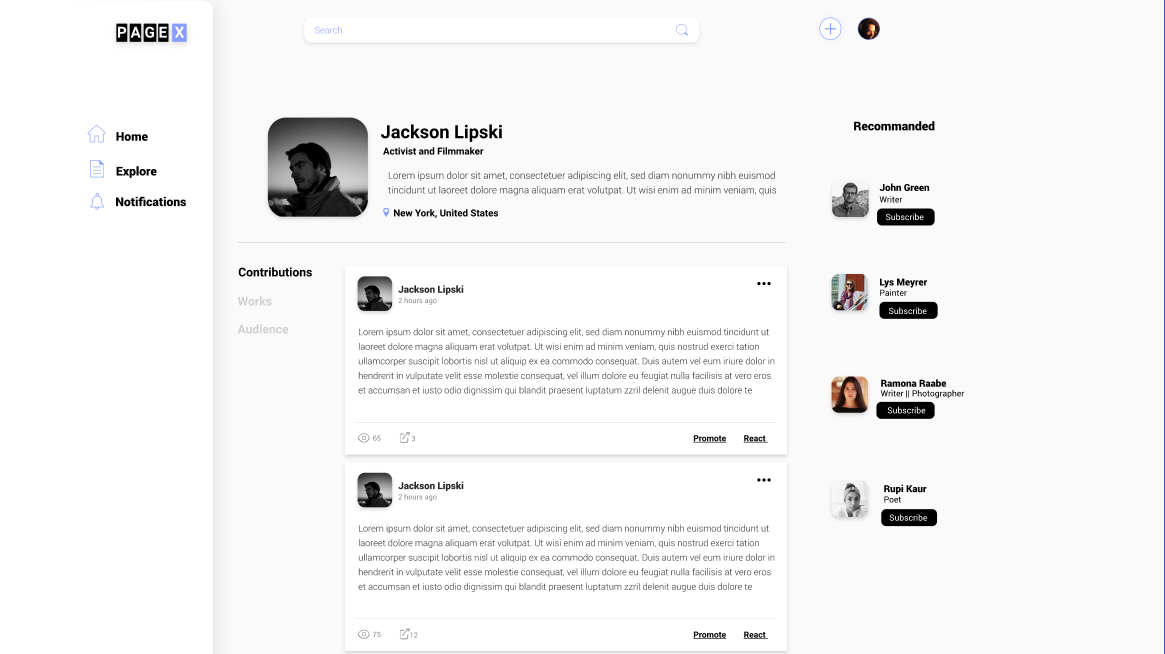 PAGE X
Search
Home
Explore
Notifications
Jackson Lipski
Activist and Filmmaker
Lorem ipsum dolor sit amet, consectetuer adipiscing elit, sed diam nonummy nibh euismod
tincidunt ut laoreet dolore magna aliquam erat volutpat. Ut wisi enim ad minim veniam, quis
New York, United States
Contributions
Works
Audience
Jackson Lipski
2 hours ago
Lorem ipsum dolor sit amet, consectetuer adipiscing elit, sed diam nonummy nibh euismod tincidunt ut
laoreet dolore magna aliquam erat volutpat. Ut wisi enim ad minim veniam, quis nostrud exerci tation
ullamcorper suscipit lobortis nisl ut aliquip ex ea commodo consequat. Duis autem vel eum iriure dolor in
hendrerit in vulputate velit esse molestie consequat, vel illum dolore eu feugiat nulla facilisis at vero eros
et accumsan et iusto odio dignissim qui blandit praesent luptatum zzril delenit augue duis dolore te
65
3
Promote
React
Jackson Lipski
2 hours ago
Lorem ipsum dolor sit amet, consectetuer adipiscing elit, sed diam nonummy nibh euismod tincidunt ut
laoreet dolore magna aliquam erat volutpat. Ut wisi enim ad minim veniam, quis nostrud exerci tation
ullamcorper suscipit lobortis nisl ut aliquip ex ea commodo consequat. Duis autem vel eum iriure dolor in
hendrerit in vulputate velit esse molestie consequat, vel illum dolore eu feugiat nulla facilisis at vero eros
et accumsan et iusto odio dignissim qui blandit praesent luptatum zzril delenit augue duis dolore te
75
12
Promote
React
Recommanded
John Green
Writer
Subscribe
Lys Meyrer
Painter
Subscribe
Ramona Raabe
Writer || Photographer
Subscribe
Rupi Kaur
Poet
Subscribe